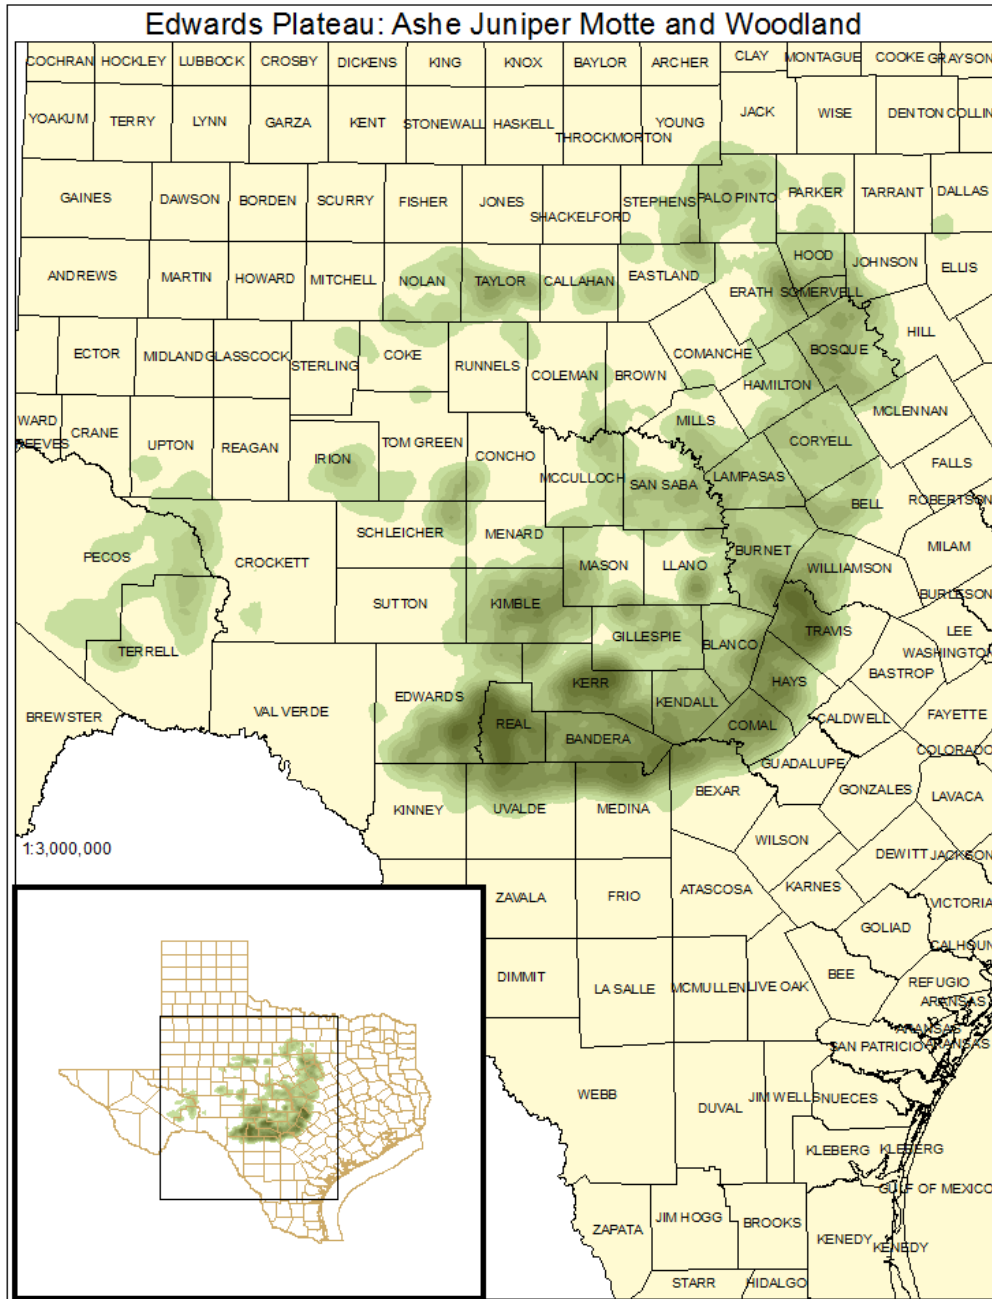 Edwards Plateau: Ashe Juniper Motte and Woodland
COCHRAN HOCKLEY LUBBOCK CROSBY DICKENS KING KNOX BAYLOR ARCHER CLAY MONTAGUE COOKE GRAYSON
YOAKUM TERRY LYNN GARZA KENT STONEWALL HASKELL THROCKMORTON YOUNG JACK WISE DENTON COLLIN
GAINES DAWSON BORDEN SCURRY FISHER JONES SHACKELFORD STEPHENS PALO PINTO PARKER TARRANT DALLAS
ANDREWS MARTIN HOWARD MITCHELL NOLAN TAYLOR CALLAHAN EASTLAND ERATH HOOD SOMERVELL JOHNSON ELLIS
ECTOR MIDLAND GLASSCOCK STERLING COKE RUNNELS COLEMAN BROWN COMANCHE HAMILTON BOSQUE HILL
WARD REEVES CRANE UPTON REAGAN IRION TOM GREEN CONCHO MCCULLOCH SAN SABA MILLS LAMPASAS CORYELL MCLENNAN FALLS
BELL ROBERTSON
PECOS CROCKETT SCHLEICHER MENARD MASON LLANO BURNET WILLIAMSON MILAM BURLESON
TERRELL SUTTON KIMBLE GILLESPIE BLANCO TRAVIS LEE WASHINGTON BASTROP
BREWSTER VAL VERDE EDWARDS REAL KERR BANDERA KENDALL COMAL HAYS CALDWELL FAYETTE
COLORADO
KINNEY UVALDE MEDINA BEXAR GUADALUPE GONZALES LAVACA
1:3,000,000
WILSON DEWITT JACKSON
ZAVALA FRIO ATASCOSA KARNES VICTORIA
GOLIAD CALHOUN
DIMMIT LA SALLE MCMULLEN LIVE OAK BEE REFUGIO
ARANSAS
ARANSAS
SAN PATRICIO ARANSAS
WEBB DUVAL JIM WELLS NUECES
KLEBERG KLEBERG
GULF OF MEXICO
ZAPATA JIM HOGG BROOKS KENEDY KENEDY
STARR HIDALGO